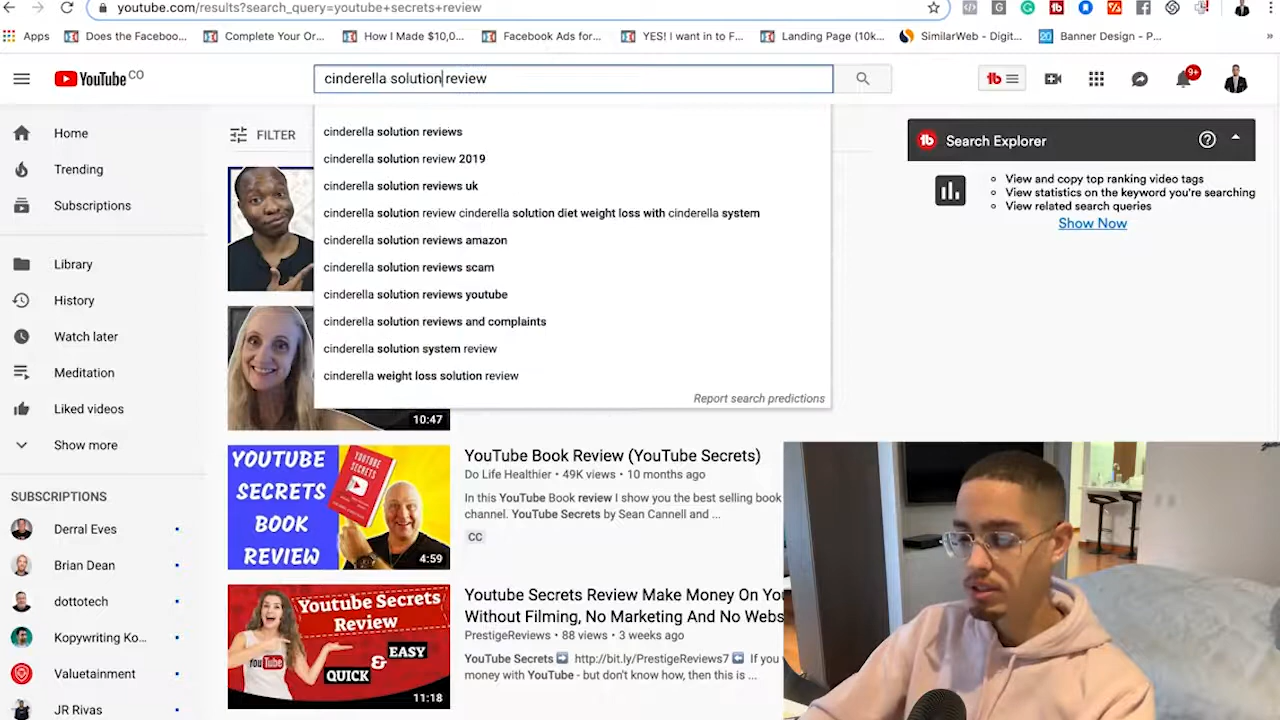 youtube.com/results?search_query=youtube+secrets+review
Apps
Does the Faceboo...
Complete Your Or...
How I Made $10,0...
Facebook Ads for...
YES! I want in to F...
Landing Page (10k...
SimilarWeb - Digit...
20
Banner Design - P...
»
YouTube CO
cinderella solution review
tb
9+
Home
Trending
Subscriptions
Library
History
Watch later
Meditation
Liked videos
Show more
SUBSCRIPTIONS
Derral Eves
Brian Dean
dottotech
Kopywriting Ko...
Valuetainment
JR Rivas
FILTER
cinderella solution reviews
cinderella solution review 2019
cinderella solution reviews uk
cinderella solution review cinderella solution diet weight loss with cinderella system
cinderella solution reviews amazon
cinderella solution reviews scam
cinderella solution reviews youtube
cinderella solution reviews and complaints
cinderella solution system review
cinderella weight loss solution review
Report search predictions
10:47
tb Search Explorer
View and copy top ranking video tags
View statistics on the keyword you're searching
View related search queries
Show Now
YOUTUBE
SECRETS
BOOK
REVIEW
YOUTUBE
SECRETS
4:59
YouTube Book Review (YouTube Secrets)
Do Life Healthier • 49K views • 10 months ago
In this YouTube Book review I show you the best selling book
channel. YouTube Secrets by Sean Cannell and ...
CC
Youtube Secrets
Review
You Tube
QUICK & EASY
11:18
Youtube Secrets Review Make Money On You
Without Filming, No Marketing And No Webs
PrestigeReviews • 88 views • 3 weeks ago
YouTube Secrets ➡ http://bit.ly/PrestigeReviews7 ⬅ If you
money with YouTube - but don't know how, then this is ...